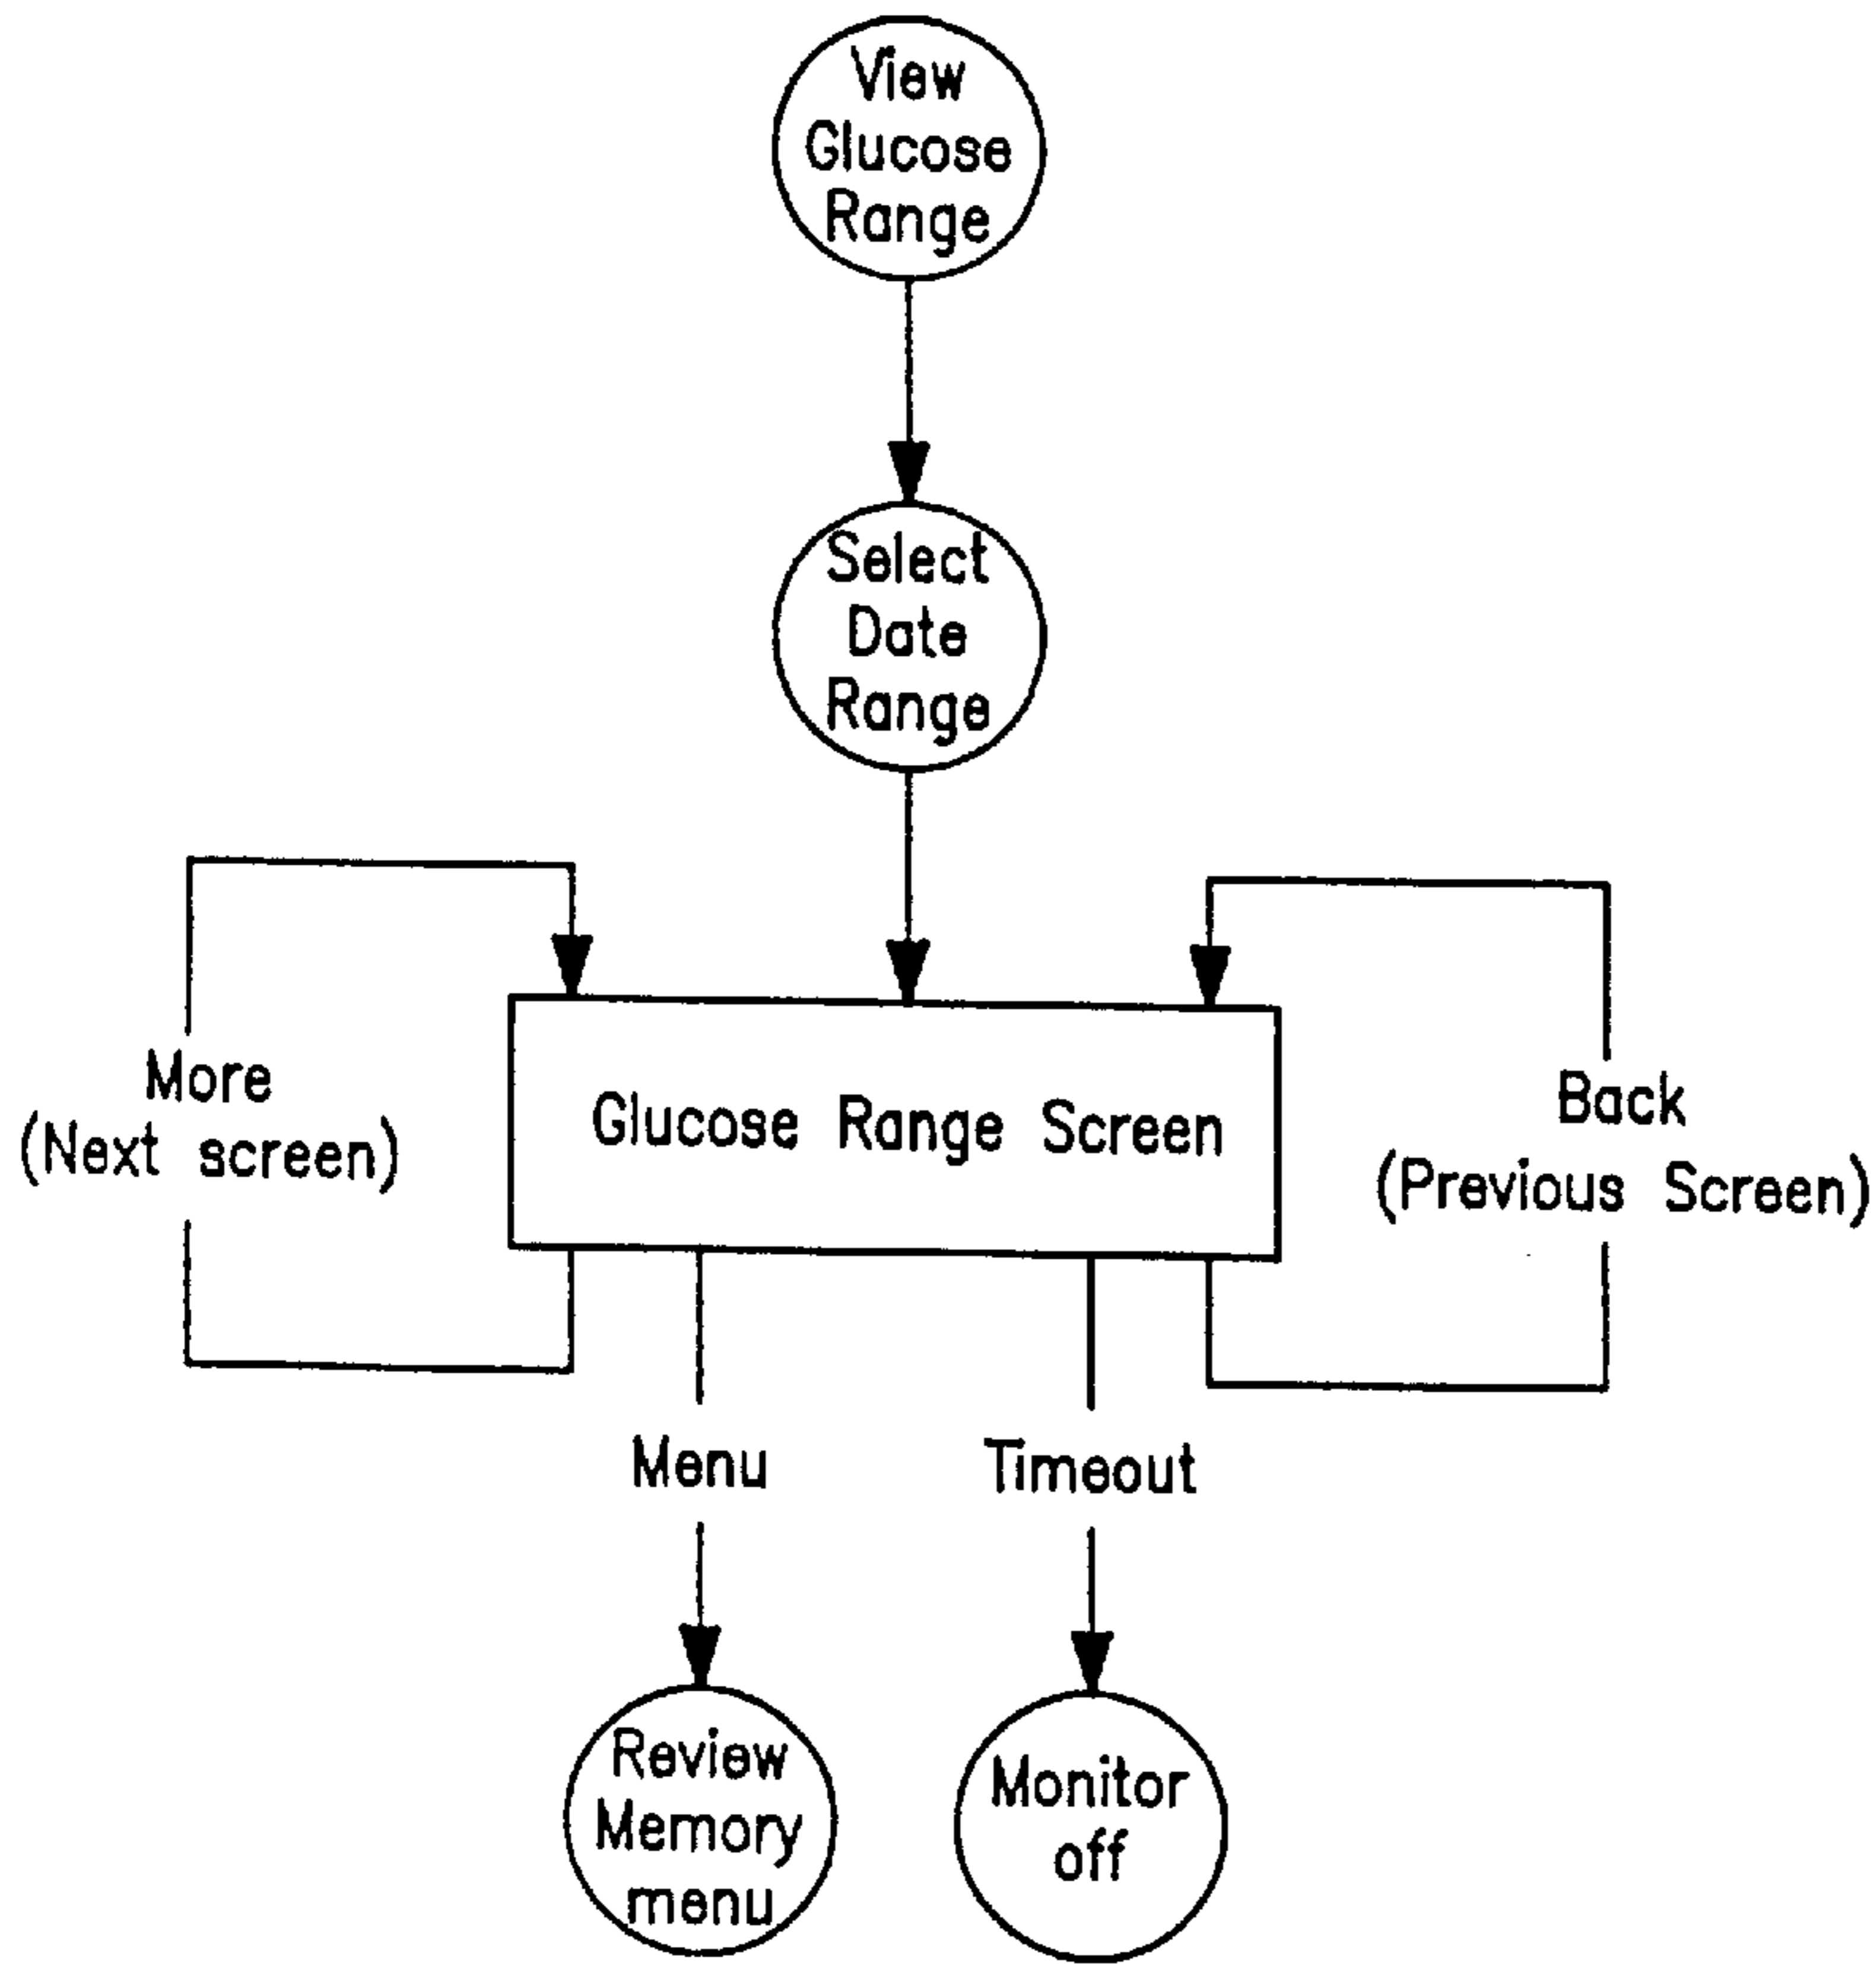 View
Glucose
Range
Select
Date
Range
More
(Next screen)
Glucose Range Screen
Back
(Previous Screen)
Menu
Timeout
Review
Memory
menu
Monitor
off